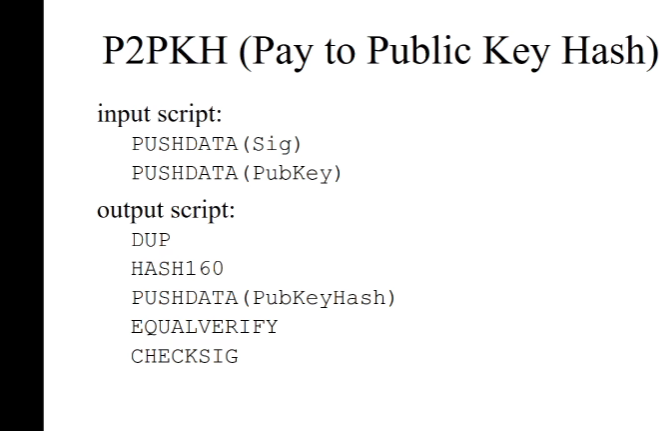 P2PKH (Pay to Public Key Hash)
input script:
PUSHDATA(Sig)
PUSHDATA(PubKey)
output script:
DUP
HASH160
PUSHDATA(PubKeyHash)
EQUALVERIFY
CHECKSIG